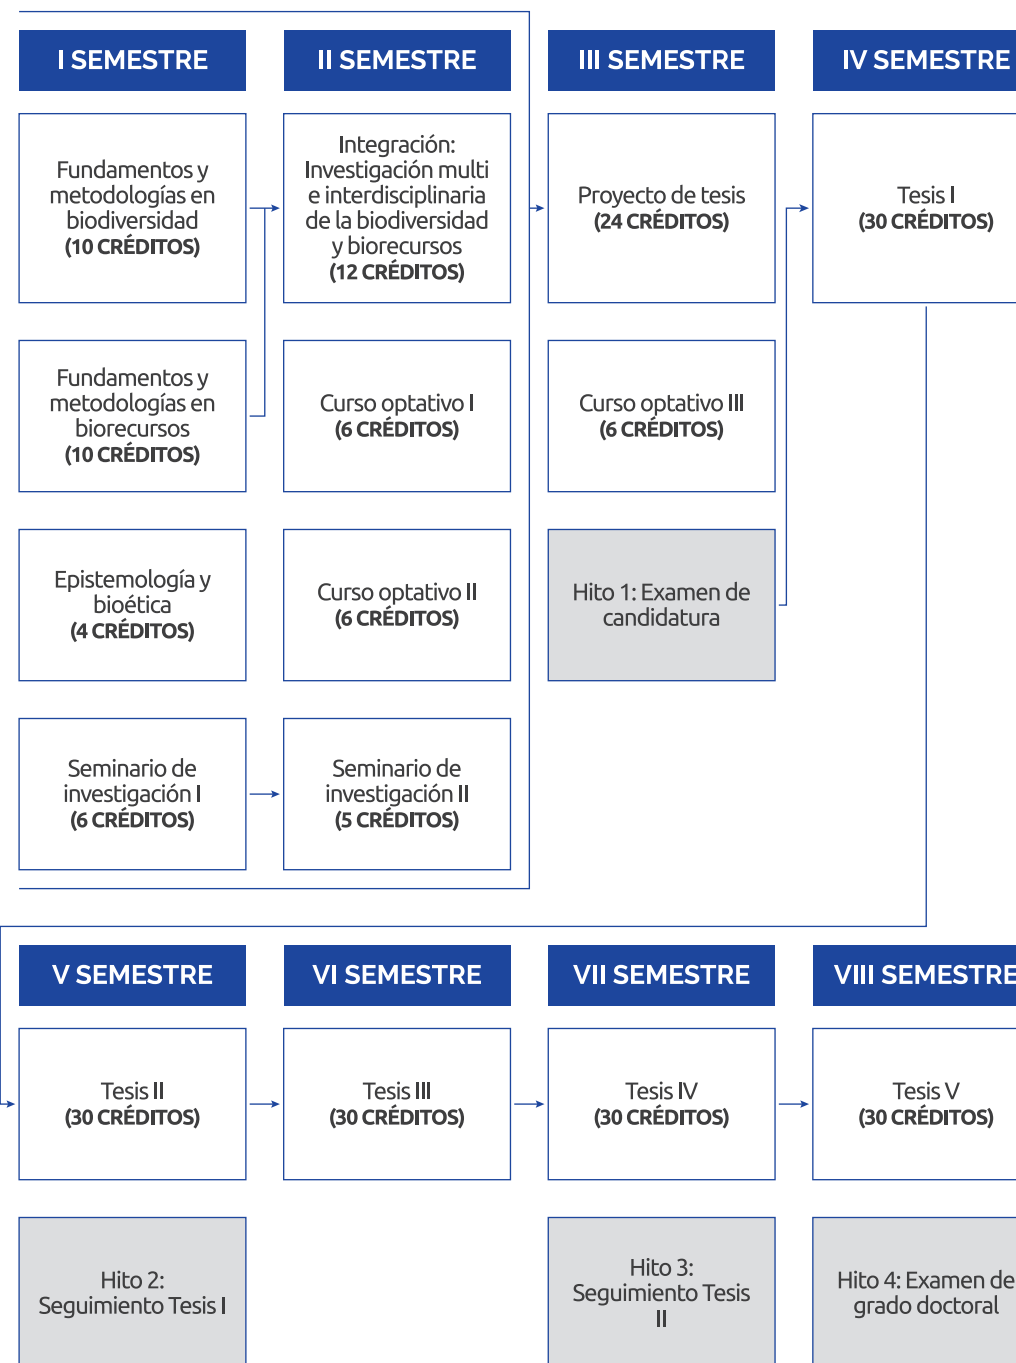 I SEMESTRE
Fundamentos y
metodologías en
biodiversidad
(10 CRÉDITOS)
Fundamentos y
metodologías en
biorecursos
(10 CRÉDITOS)
Epistemología y
bioética
(4 CRÉDITOS)
Seminario de
investigación I
(6 CRÉDITOS)
II SEMESTRE
Integración:
Investigación multi
e interdisciplinaria
de la biodiversidad
y biorecursos
(12 CRÉDITOS)
Curso optativo I
(6 CRÉDITOS)
Curso optativo II
(6 CRÉDITOS)
Seminario de
investigación II
(5 CRÉDITOS)
III SEMESTRE
Proyecto de tesis
(24 CRÉDITOS)
Curso optativo III
(6 CRÉDITOS)
Hito 1: Examen de
candidatura
IV SEMESTRE
Tesis I
(30 CRÉDITOS)
V SEMESTRE
Tesis II
(30 CRÉDITOS)
Hito 2:
Seguimiento Tesis I
VI SEMESTRE
Tesis III
(30 CRÉDITOS)
VII SEMESTRE
Tesis IV
(30 CRÉDITOS)
Hito 3:
Seguimiento Tesis
II
VIII SEMESTRE
Tesis V
(30 CRÉDITOS)
Hito 4: Examen de
grado doctoral